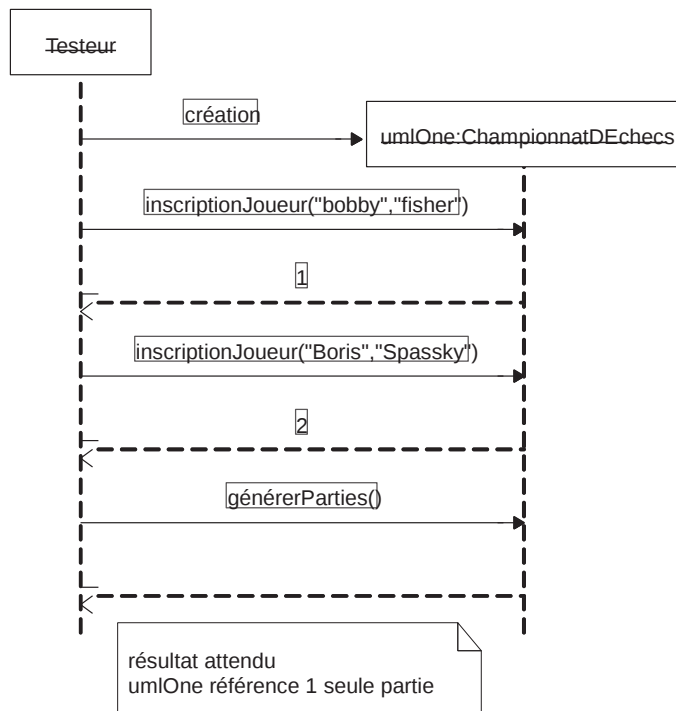 Testeur
création
umlOne:ChampionnatDEchecs
inscriptionJoueur("bobby","fisher")
1
inscriptionJoueur("Boris","Spassky")
2
générerParties()
résultat attendu
umlOne référence 1 seule partie